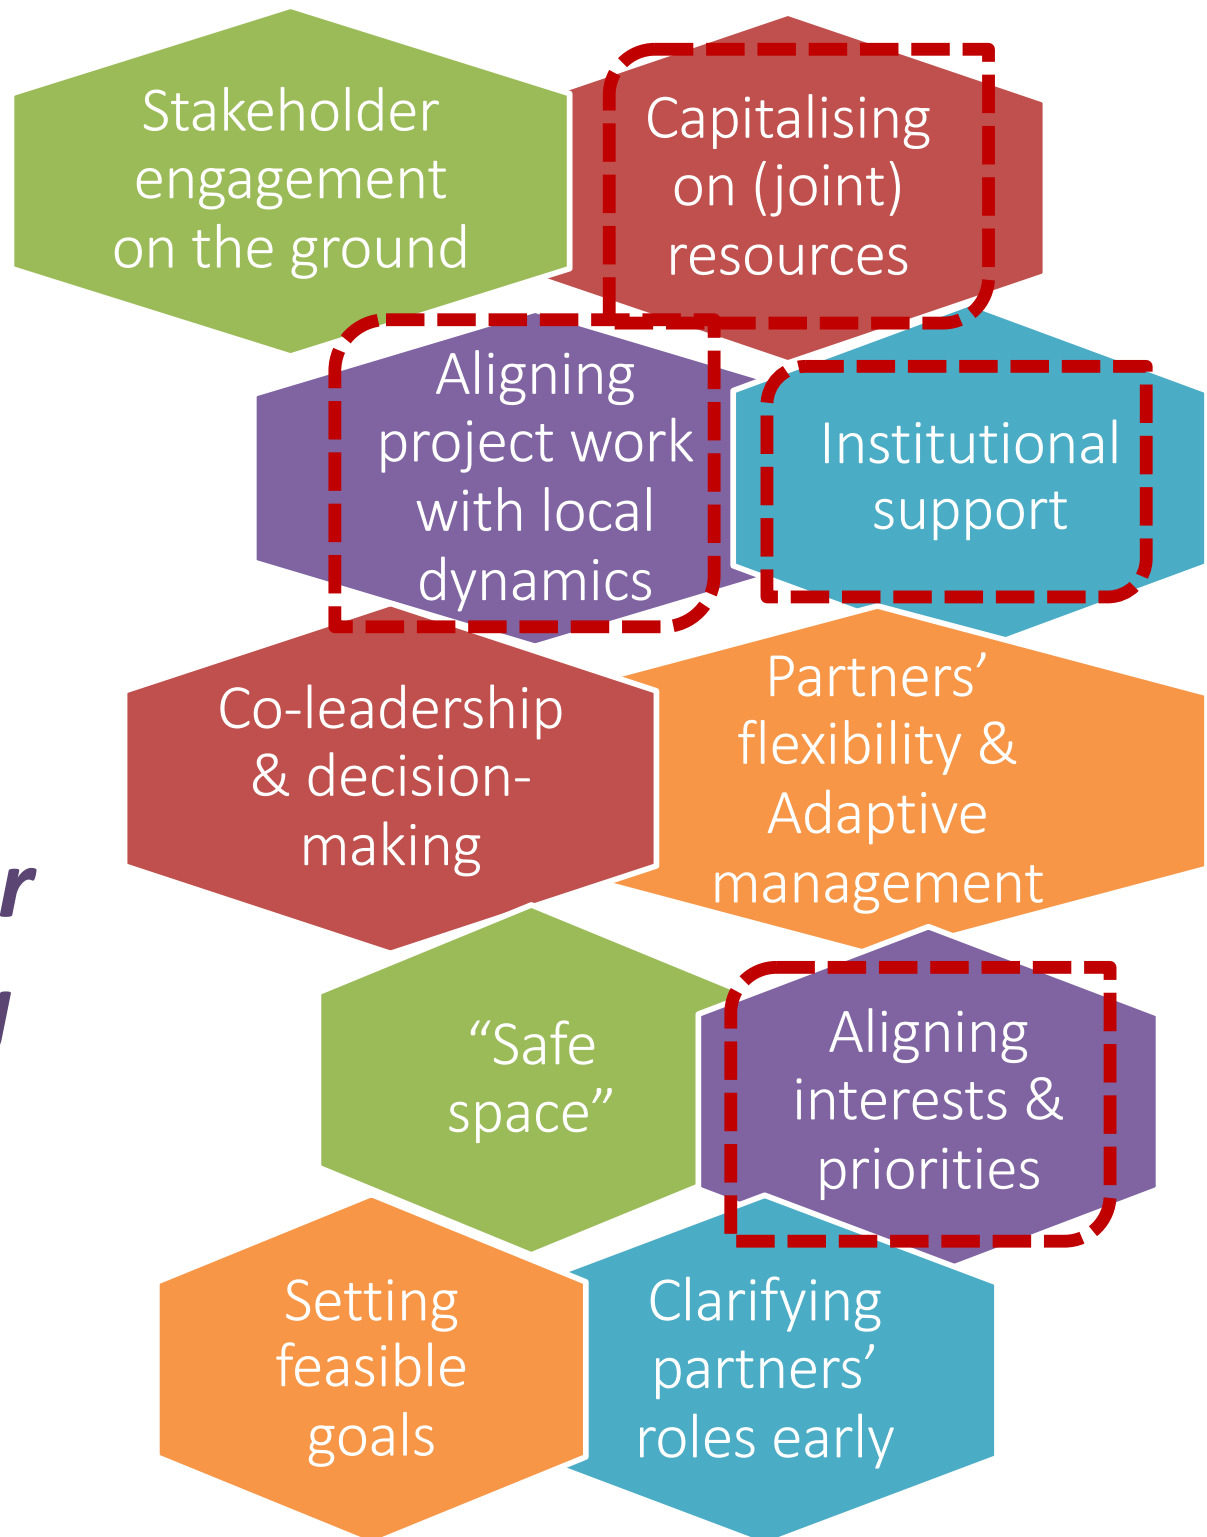 Stakeholder
engagement
on the ground
Capitalising
on (joint)
resources
Aligning
project work
with local
dynamics
Institutional
support
Co-leadership
& decision-
making
Partners’
flexibility &
Adaptive
management
“Safe
space”
Aligning
interests &
priorities
Setting
feasible
goals
Clarifying
partners’
roles early